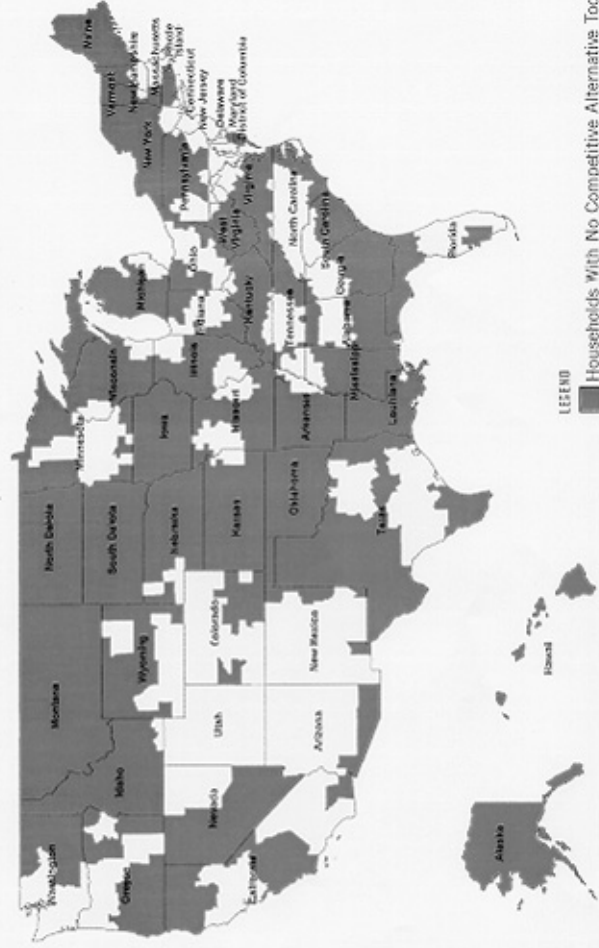 Washington
Oregon
California
Nevada
Idaho
Montana
Wyoming
Utah
Arizona
Colorado
New Mexico
North Dakota
South Dakota
Nebraska
Kansas
Oklahoma
Texas
Minnesota
Iowa
Missouri
Arkansas
Louisiana
Wisconsin
Illinois
Mississippi
Michigan
Indiana
Kentucky
Tennessee
Alabama
Ohio
West
Virginia
Virginia
North Carolina
South Carolina
Georgia
Florida
Pennsylvania
New York
Vermont
Maine
New Hampshire
Massachusetts
Rhode
Island
Connecticut
New Jersey
Delaware
Maryland
District of Columbia
Alaska
Hawaii
LEGEND
Households With No Competitive Alternative